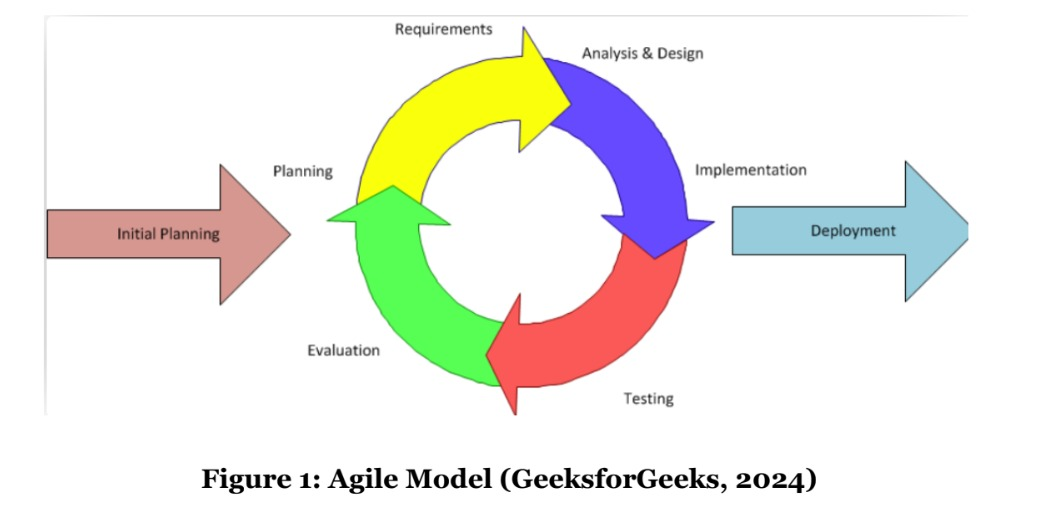 Requirements
Analysis & Design
Planning
Implementation
Initial Planning
Deployment
Evaluation
Testing
Figure 1: Agile Model (GeeksforGeeks, 2024)